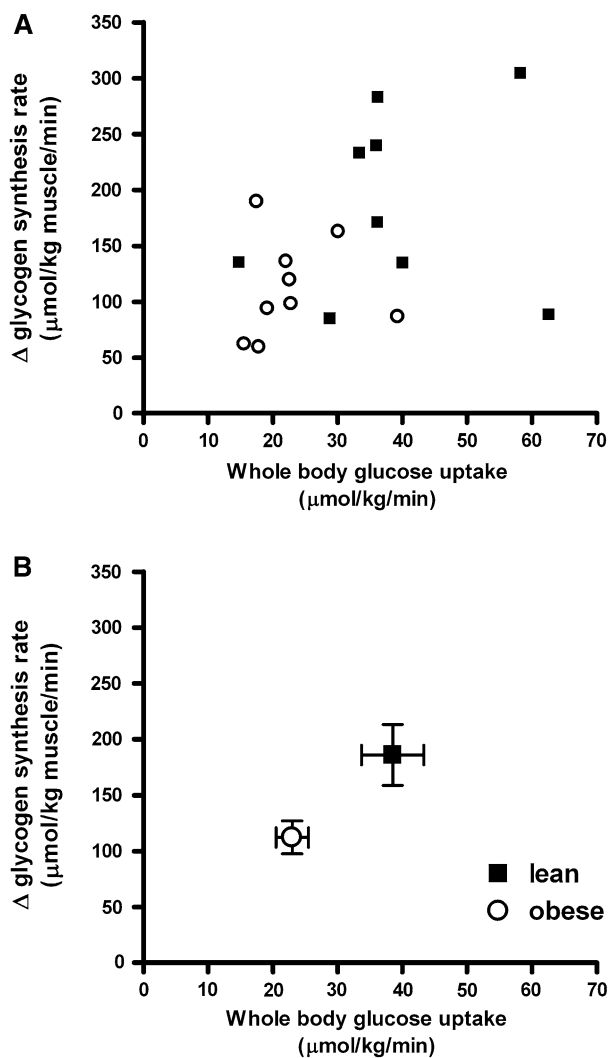 A
350
300
250
200
150
100
50
0
Δ glycogen synthesis rate
(μmol/kg muscle/min)
0 10 20 30 40 50 60 70
Whole body glucose uptake
(μmol/kg/min)
B
350
300
250
200
150
100
50
0
Δ glycogen synthesis rate
(μmol/kg muscle/min)
lean
obese
0 10 20 30 40 50 60 70
Whole body glucose uptake
(μmol/kg/min)